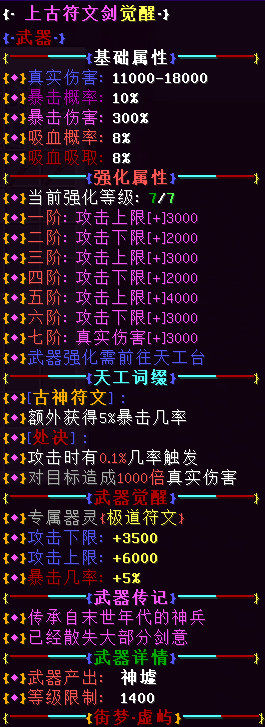 {·上古符文剑觉醒·}
{·武器·}
{基础属性}
{◆}真实伤害: 11000-18000
{◆}暴击概率: 10%
{◆}暴击伤害: 300%
{◆}吸血概率: 8%
{◆}吸血吸取: 8%
{强化属性}
{◆}当前强化等级: 7/7
{◆}一阶: 攻击上限[+]3000
{◆}二阶: 攻击下限[+]2000
{◆}三阶: 攻击上限[+]3000
{◆}四阶: 攻击下限[+]2000
{◆}五阶: 攻击上限[+]4000
{◆}六阶: 攻击下限[+]3000
{◆}七阶: 真实伤害[+]3000
{◆}武器强化需前往天工台
{天工词缀}
{◆}[古神符文]:
{◆}额外获得5%暴击几率
{◆}[处决]:
{◆}攻击时有0.1%几率触发
{◆}对目标造成1000倍真实伤害
{武器觉醒}
{◆}专属器灵{极道符文}
{◆}攻击下限: +3500
{◆}攻击上限: +6000
{◆}暴击几率: +5%
{武器传记}
{◆}传承自末世年代的神兵
{◆}已经散失大部分剑意
{武器详情}
{◆}武器产出: 神墟
{◆}等级限制: 1400
{街梦·虚屿}